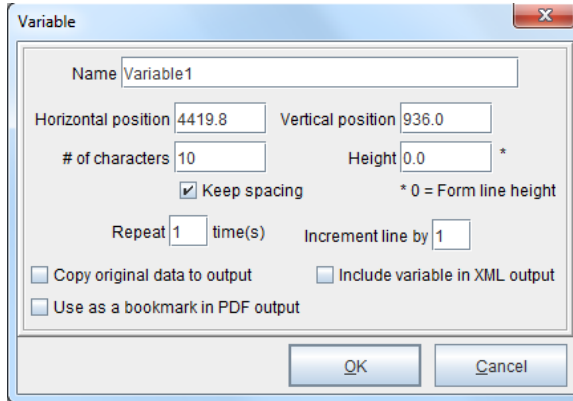 Variable
Name Variable1
Horizontal position 4419.8 Vertical position 936.0
# of characters 10 Height 0.0 *
Keep spacing * 0 = Form line height
Repeat 1 time(s) Increment line by 1
Copy original data to output Include variable in XML output
Use as a bookmark in PDF output
OK Cancel